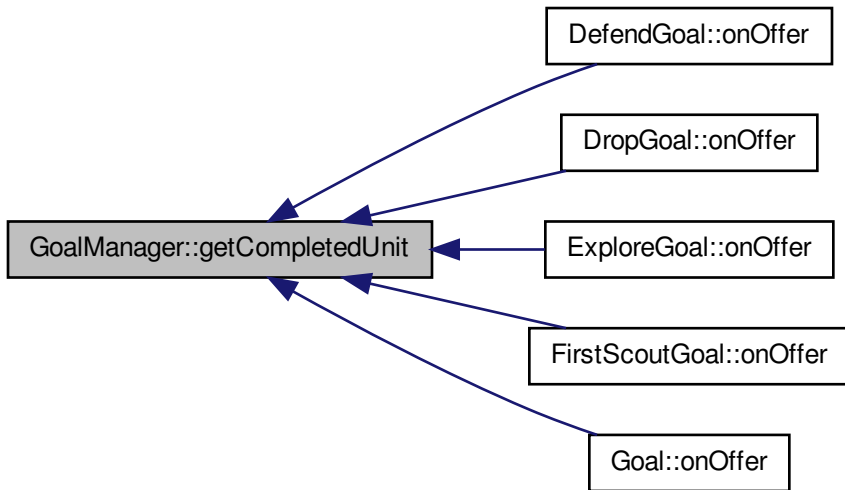 DefendGoal::onOffer
DropGoal::onOffer
GoalManager::getCompletedUnit
ExploreGoal::onOffer
FirstScoutGoal::onOffer
Goal::onOffer